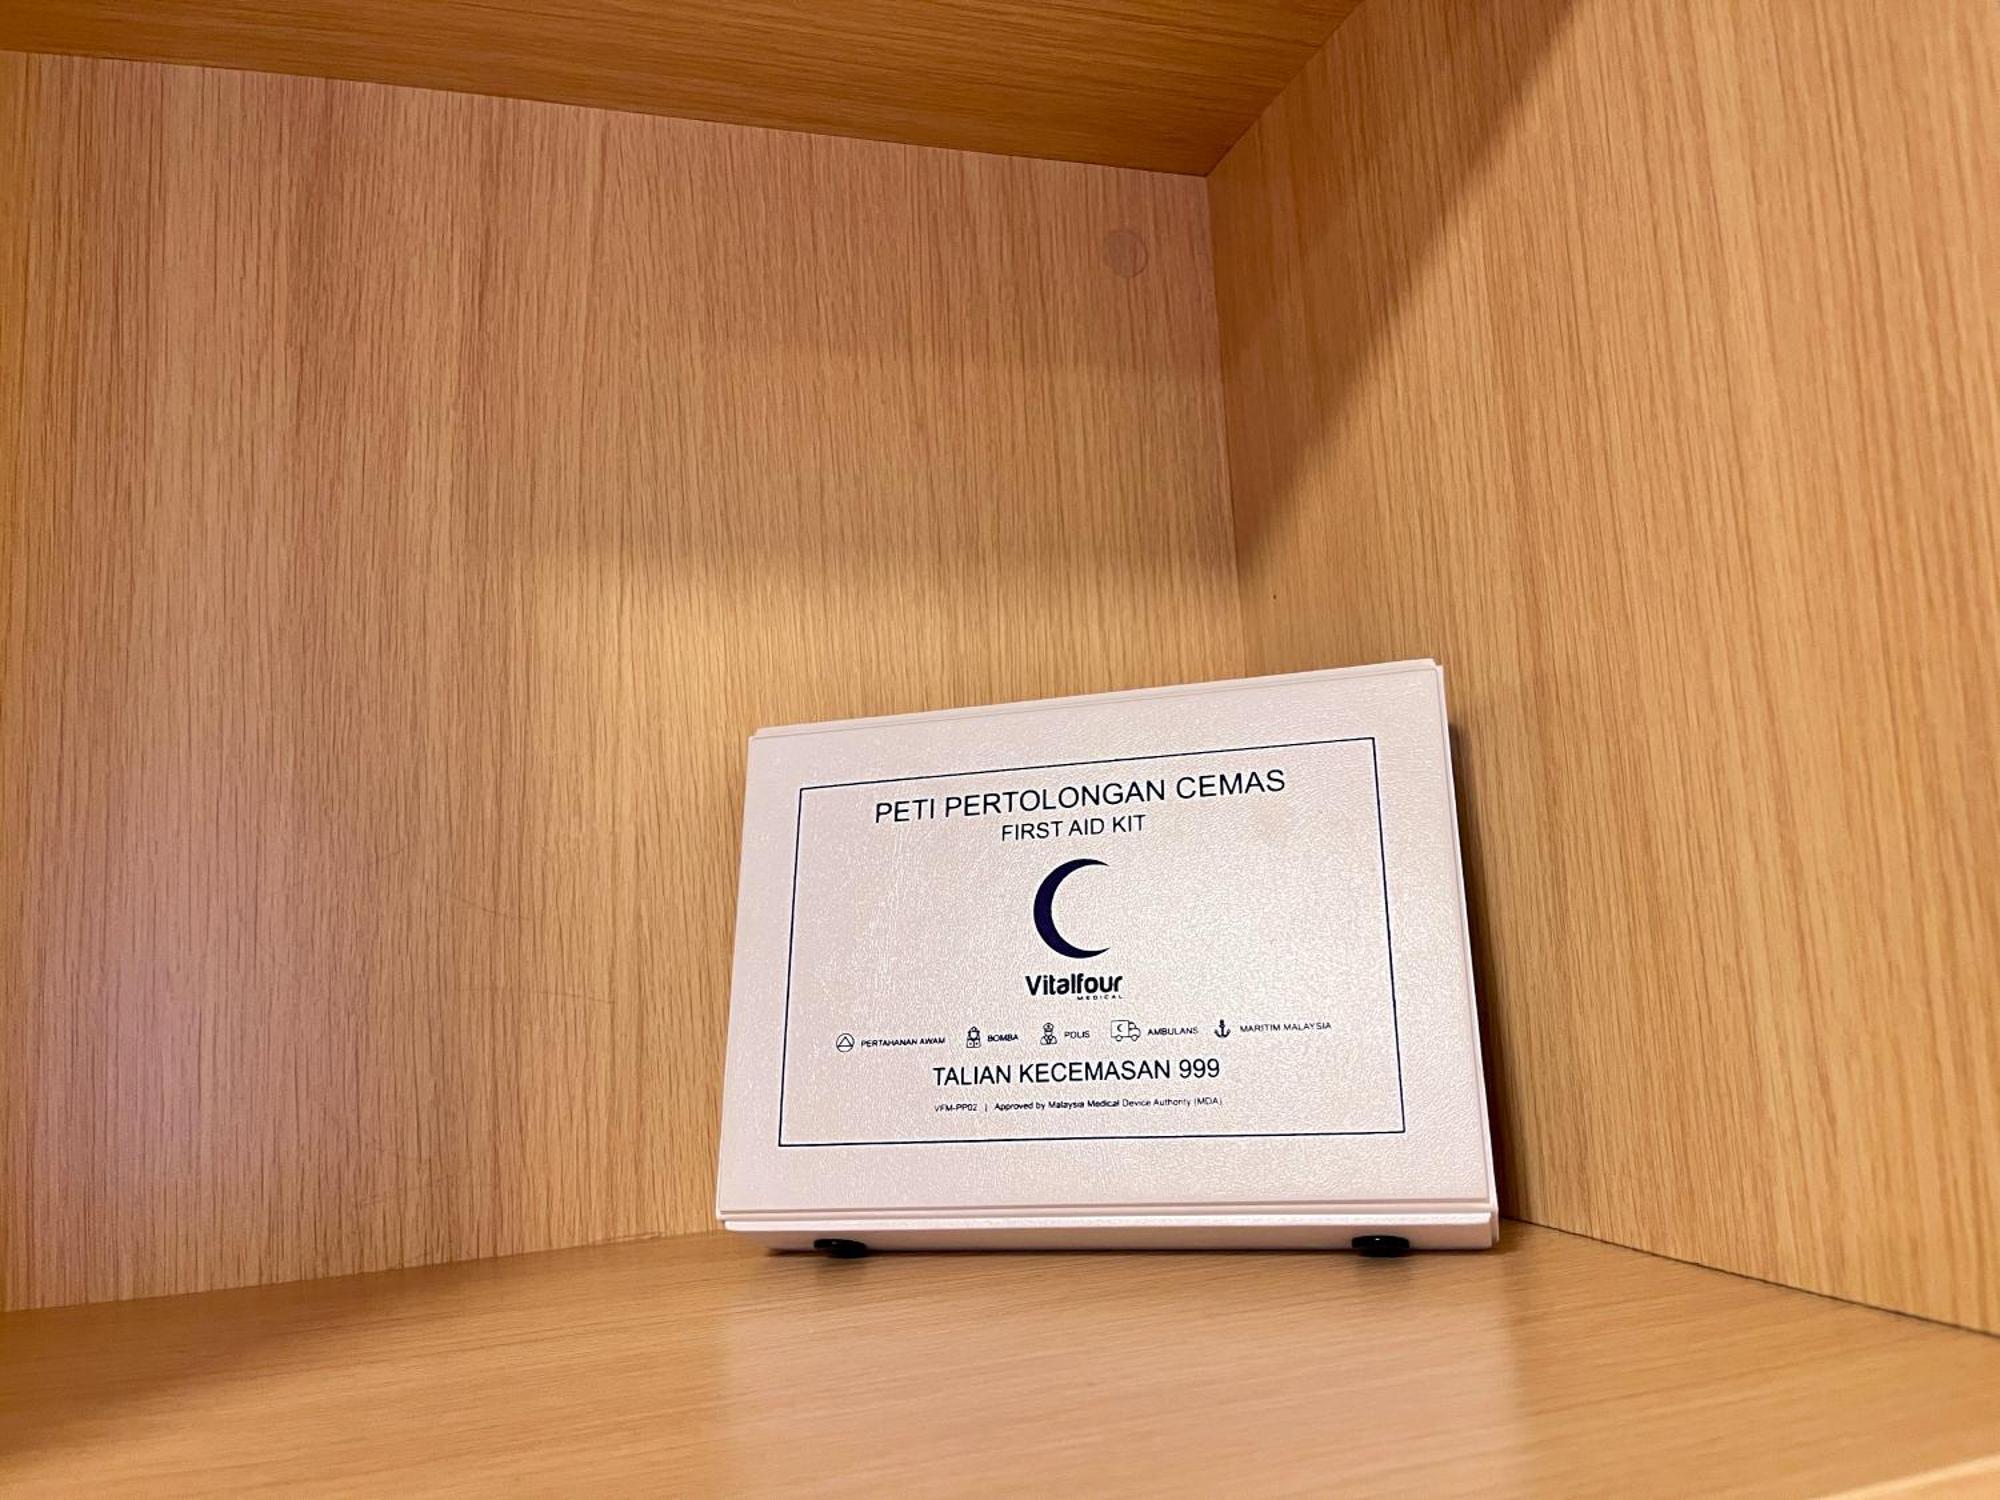 PETI PERTOLONGAN CEMAS
FIRST AID KIT
Vitalfour
MEDICAL
PERTAHANAN AWAM BOMBA POLIS AMBULANS MARITIM MALAYSIA
TALIAN KECEMASAN 999
VFM-PP02 | Approved by Malaysia Medical Device Authority (MDA)